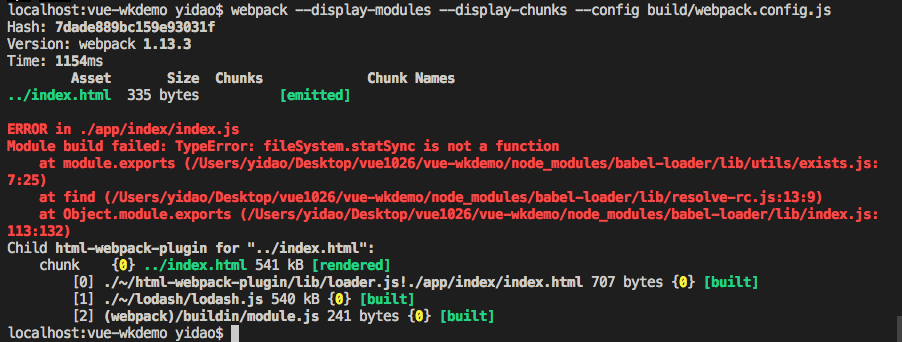 localhost:vue-wkdemo yidao$ webpack --display-modules --display-chunks --config build/webpack.config.js
Hash: 7dade889bc159e93031f
Version: webpack 1.13.3
Time: 1154ms
        Asset       Size  Chunks             Chunk Names
../index.html  335 bytes          [emitted]
ERROR in ./app/index/index.js
Module build failed: TypeError: fileSystem.statSync is not a function
    at module.exports (/Users/yidao/Desktop/vue1026/vue-wkdemo/node_modules/babel-loader/lib/utils/exists.js:
7:25)
    at find (/Users/yidao/Desktop/vue1026/vue-wkdemo/node_modules/babel-loader/lib/resolve-rc.js:13:9)
    at Object.module.exports (/Users/yidao/Desktop/vue1026/vue-wkdemo/node_modules/babel-loader/lib/index.js:
113:132)
Child html-webpack-plugin for "../index.html":
    chunk    {0} ../index.html 541 kB [rendered]
        [0] ./~/html-webpack-plugin/lib/loader.js!./app/index/index.html 707 bytes {0} [built]
        [1] ./~/lodash/lodash.js 540 kB {0} [built]
        [2] (webpack)/buildin/module.js 241 bytes {0} [built]
localhost:vue-wkdemo yidao$